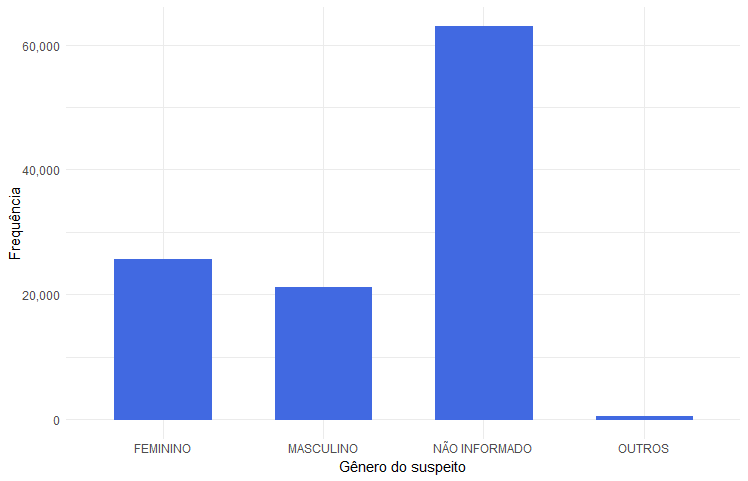 60,000
40,000
20,000
0
Frequência
FEMININO MASCULINO NÃO INFORMADO OUTROS
Gênero do suspeito